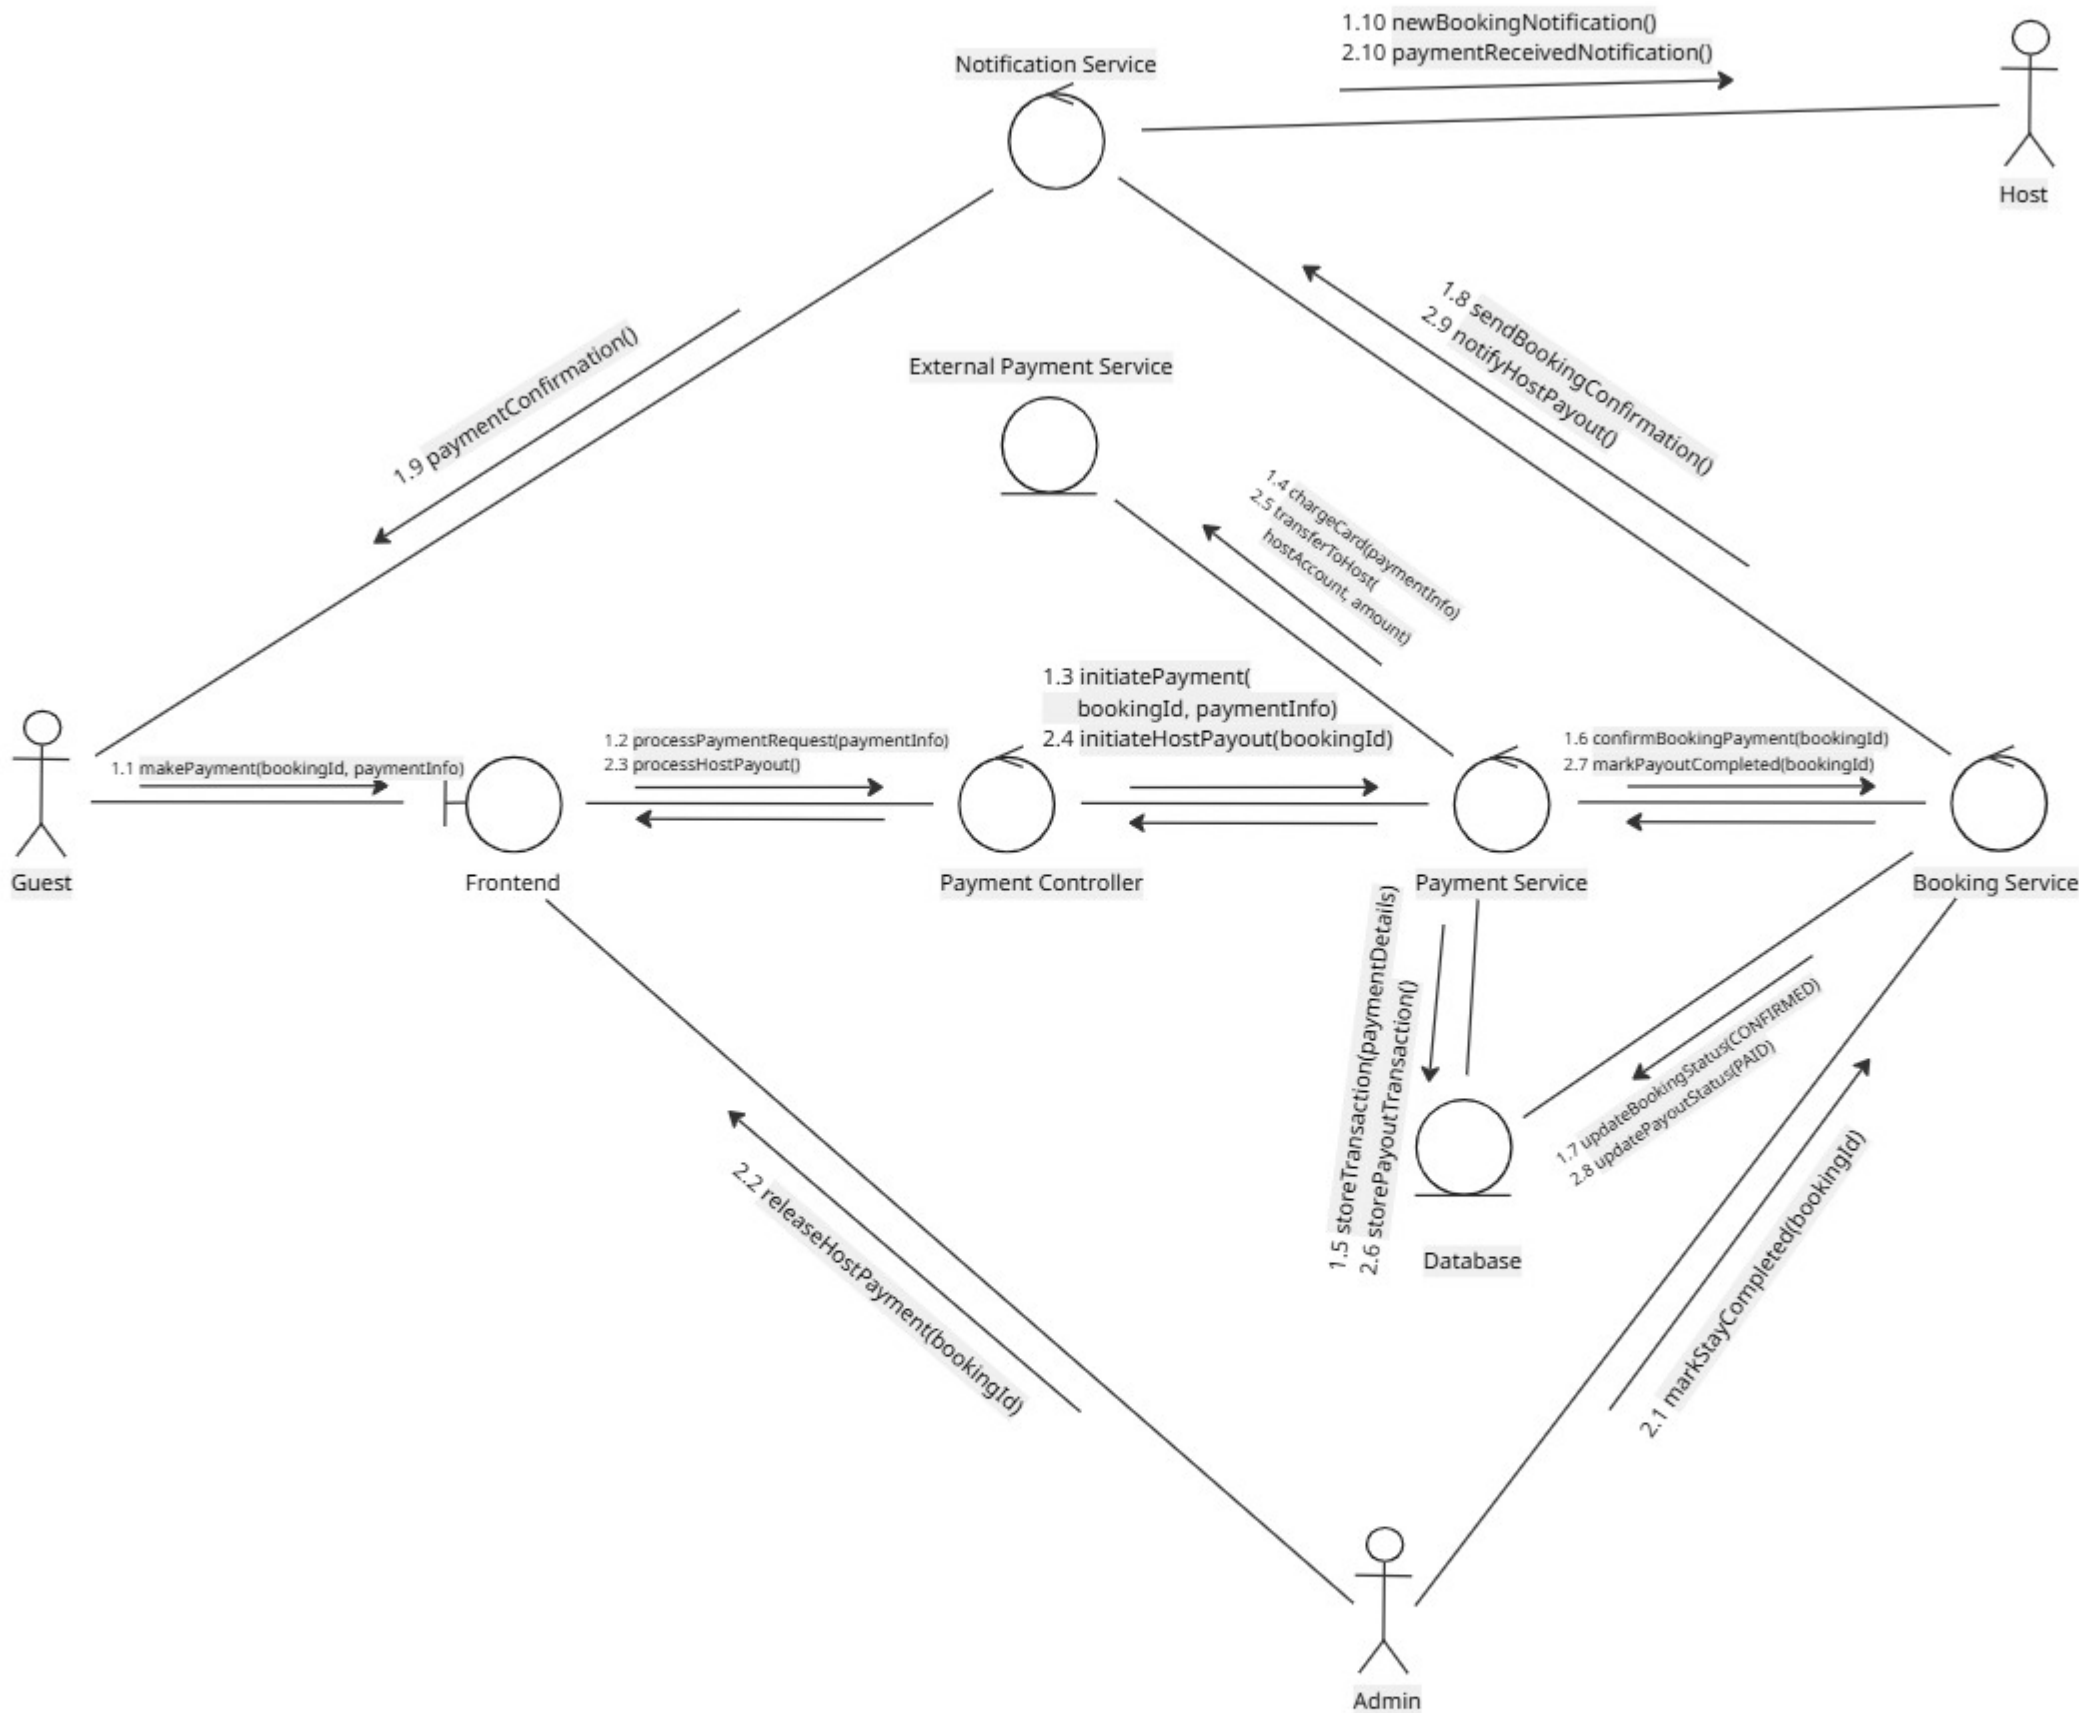 1.10 newBookingNotification()
2.10 paymentReceivedNotification()
Notification Service
Host
1.8 sendBookingConfirmation()
2.9 notifyHostPayout()
1.9 paymentConfirmation()
External Payment Service
1.4 chargeCard(paymentInfo)
2.5 transferToHost(
hostAccount, amount)
1.3 initiatePayment(
bookingId, paymentInfo)
2.4 initiateHostPayout(bookingId)
1.2 processPaymentRequest(paymentInfo)
2.3 processHostPayout()
1.6 confirmBookingPayment(bookingId)
2.7 markPayoutCompleted(bookingId)
1.1 makePayment(bookingId, paymentInfo)
Guest
Frontend
Payment Controller
Payment Service
Booking Service
1.5 storeTransaction(paymentDetails)
2.6 storePayoutTransaction()
1.7 updateBookingStatus(CONFIRMED)
2.8 updatePayoutStatus(PAID)
Database
2.2 releaseHostPayment(bookingId)
2.1 markStayCompleted(bookingId)
Admin